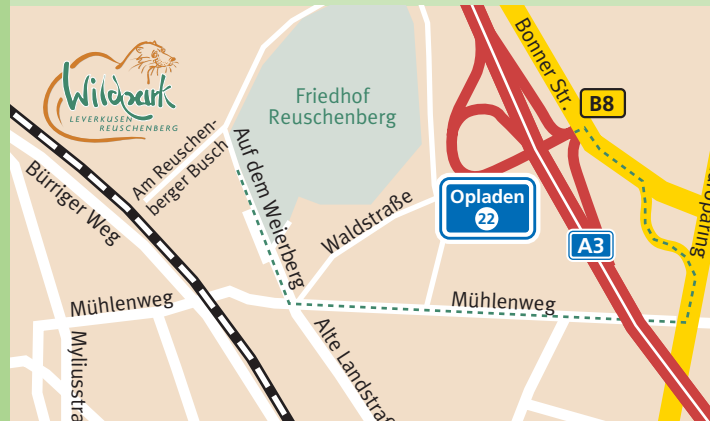 Wildpark
LEVERKUSEN
REUSCHENBERG
Friedhof
Reuschenberg
Bonner Str.
B8
Am Reuschen-
berger Busch
Auf dem Weierberg
Bürriger Weg
Waldstraße
Opladen
22
A3
Mühlenweg
Mühlenweg
Alte Landstra
Myliusstra
uroparing